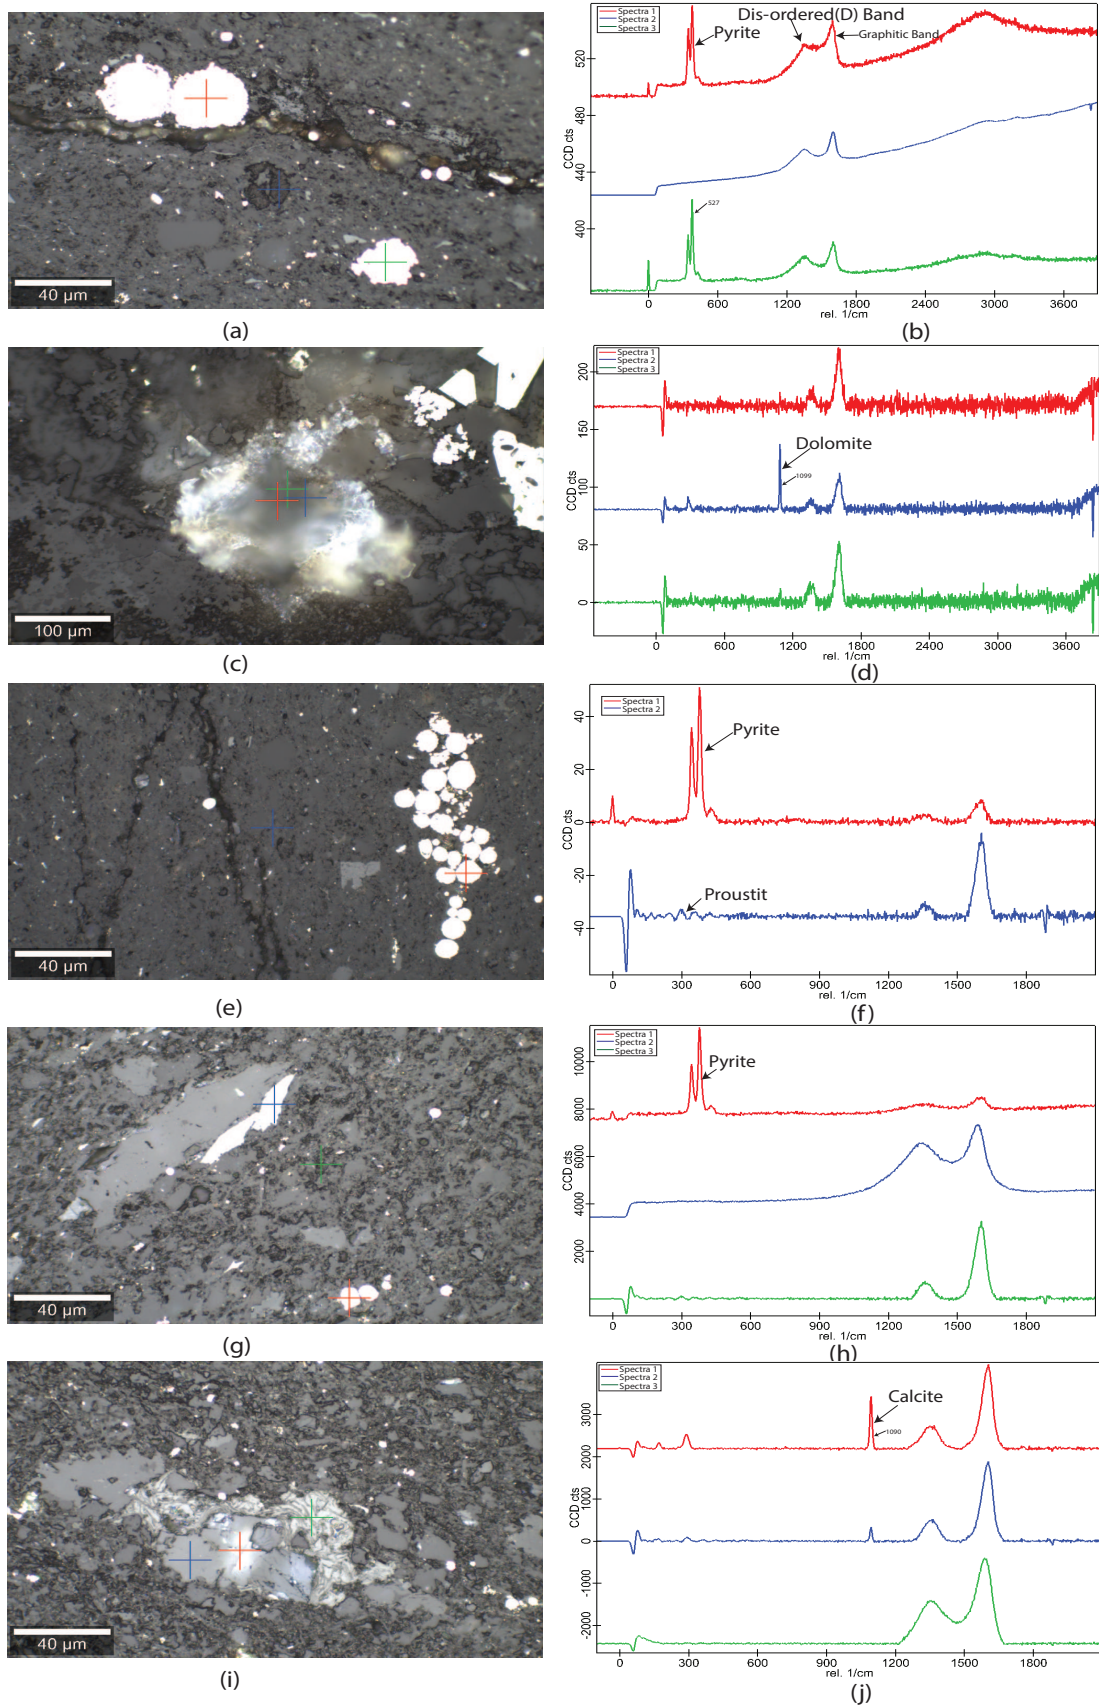 40 µm
(a)
Spectra 1
Spectra 2
Spectra 3
Pyrite
Dis-ordered(D) Band
Graphitic Band
527
CCD cts
520
480
440
400
0
600
1200
1800
2400
3000
3600
rel. 1/cm
(b)
100 µm
(c)
Spectra 1
Spectra 2
Spectra 3
Dolomite
1099
CCD cts
200
150
100
50
0
0
600
1200
1800
2400
3000
3600
rel. 1/cm
(d)
40 µm
(e)
Spectra 1
Spectra 2
Pyrite
Proustit
CCD cts
40
20
0
-20
-40
0
300
600
900
1200
1500
1800
rel. 1/cm
(f)
40 µm
(g)
Spectra 1
Spectra 2
Spectra 3
Pyrite
CCD cts
10000
8000
6000
4000
2000
0
300
600
900
1200
1500
1800
rel. 1/cm
(h)
40 µm
(i)
Spectra 1
Spectra 2
Spectra 3
Calcite
1090
CCD cts
3000
2000
1000
0
-1000
-2000
0
300
600
900
1200
1500
1800
rel. 1/cm
(j)